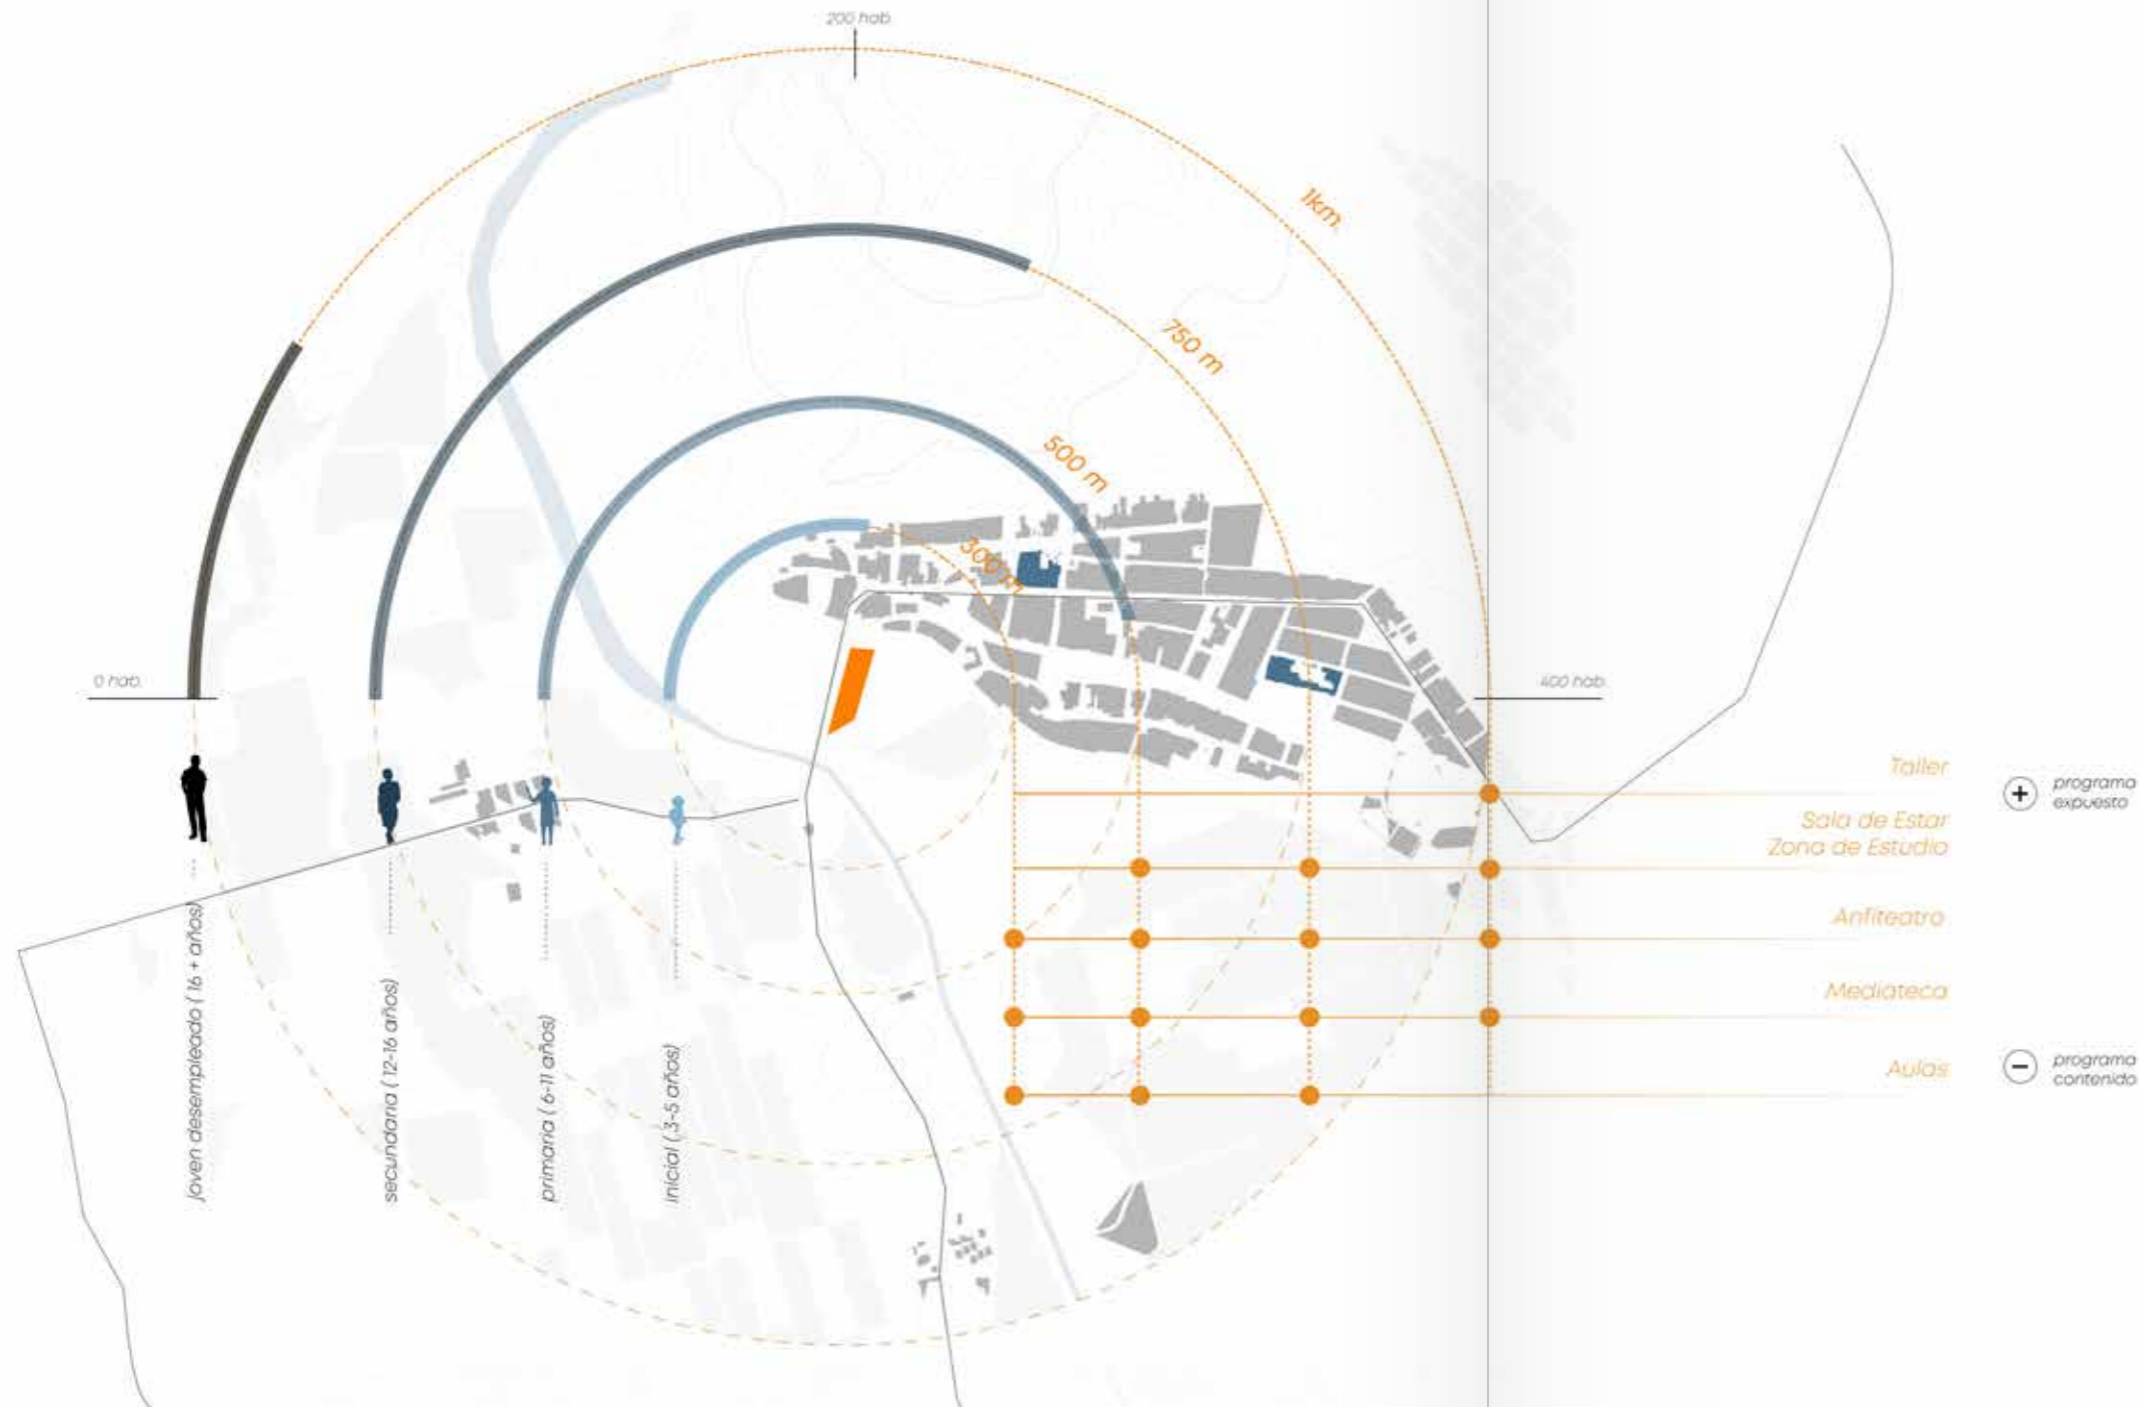 200 hab.
1km.
750 m
500 m
300 m
0 hab.
400 hab.
Taller
+ programa
expuesto
Sala de Estar
Zona de Estudio
Anfiteatro
Mediateca
Aulas
− programa
contenido
joven desempleado ( 16 + años)
secundaria ( 12-16 años)
primaria ( 6-11 años)
inicial ( 3-5 años)